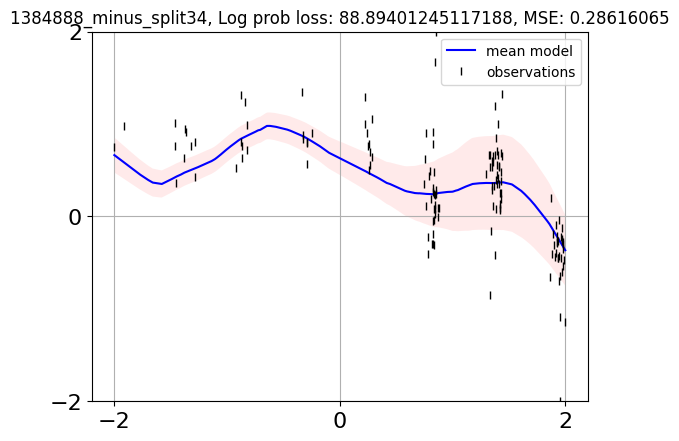 1384888_minus_split34, Log prob loss: 88.89401245117188, MSE: 0.28616065
2
mean model
observations
0
−2
−2
0
2